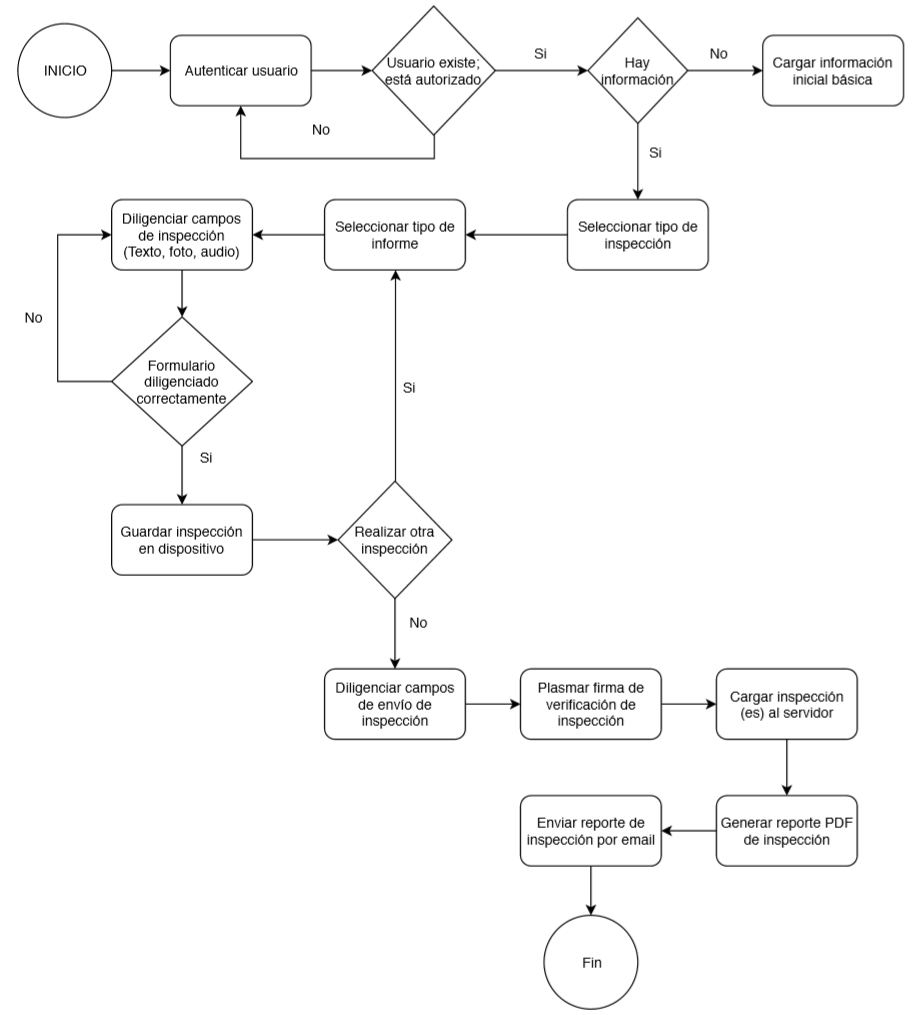 INICIO
Autenticar usuario
Usuario existe;
está autorizado
Si
Hay
información
No
Cargar información
inicial básica
No
Si
Diligenciar campos
de inspección
(Texto, foto, audio)
Seleccionar tipo de
informe
Seleccionar tipo de
inspección
No
Formulario
diligenciado
correctamente
Si
Si
Guardar inspección
en dispositivo
Realizar otra
inspección
No
Diligenciar campos
de envío de
inspección
Plasmar firma de
verificación de
inspección
Cargar inspección
(es) al servidor
Enviar reporte de
inspección por email
Generar reporte PDF
de inspección
Fin